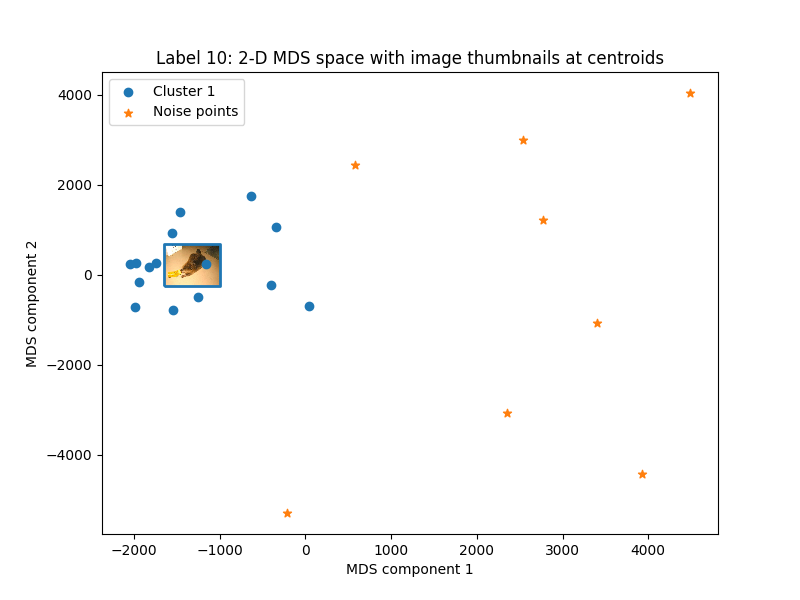 Label 10: 2-D MDS space with image thumbnails at centroids
Cluster 1
Noise points
MDS component 2
4000
2000
0
−2000
−4000
−2000 −1000 0 1000 2000 3000 4000
MDS component 1